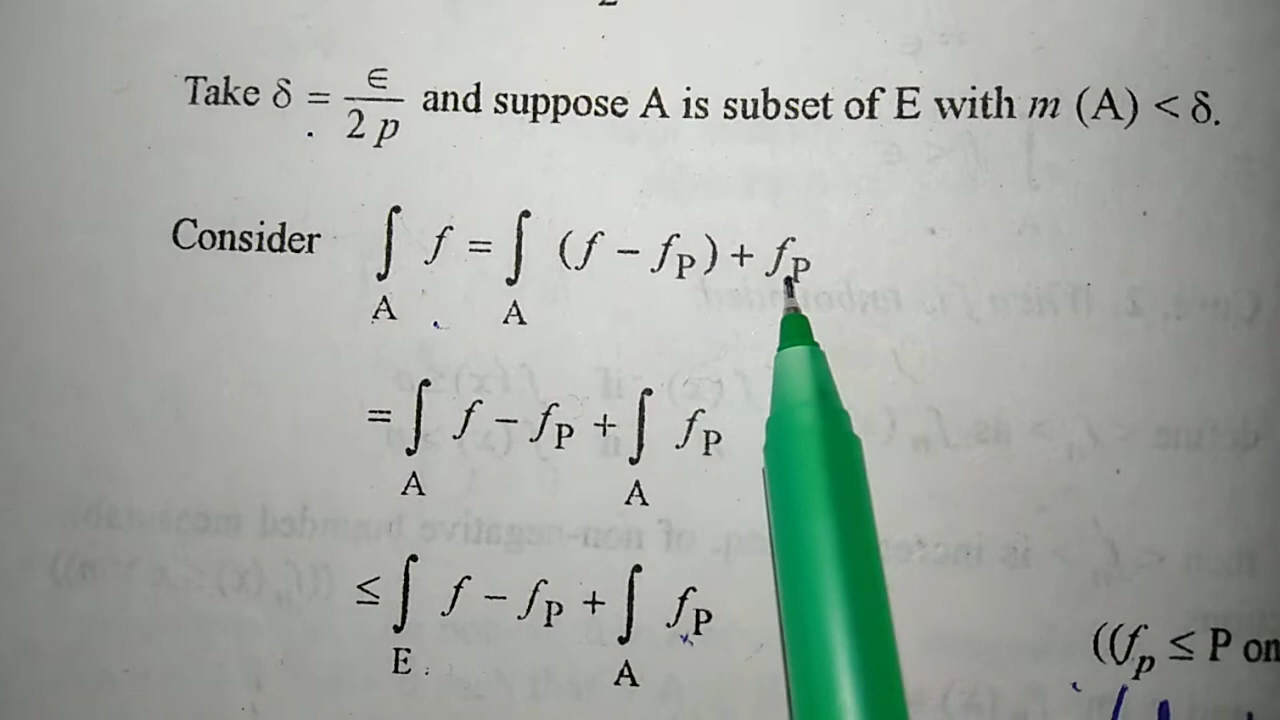 Take δ = ∈/2 p and suppose A is subset of E with m (A) < δ.
Consider ∫_A f = ∫_A (f − f_P) + f_P
= ∫_A f − f_P + ∫_A f_P
≤ ∫_E f − f_P + ∫_A f_P
((f_p ≤ P on